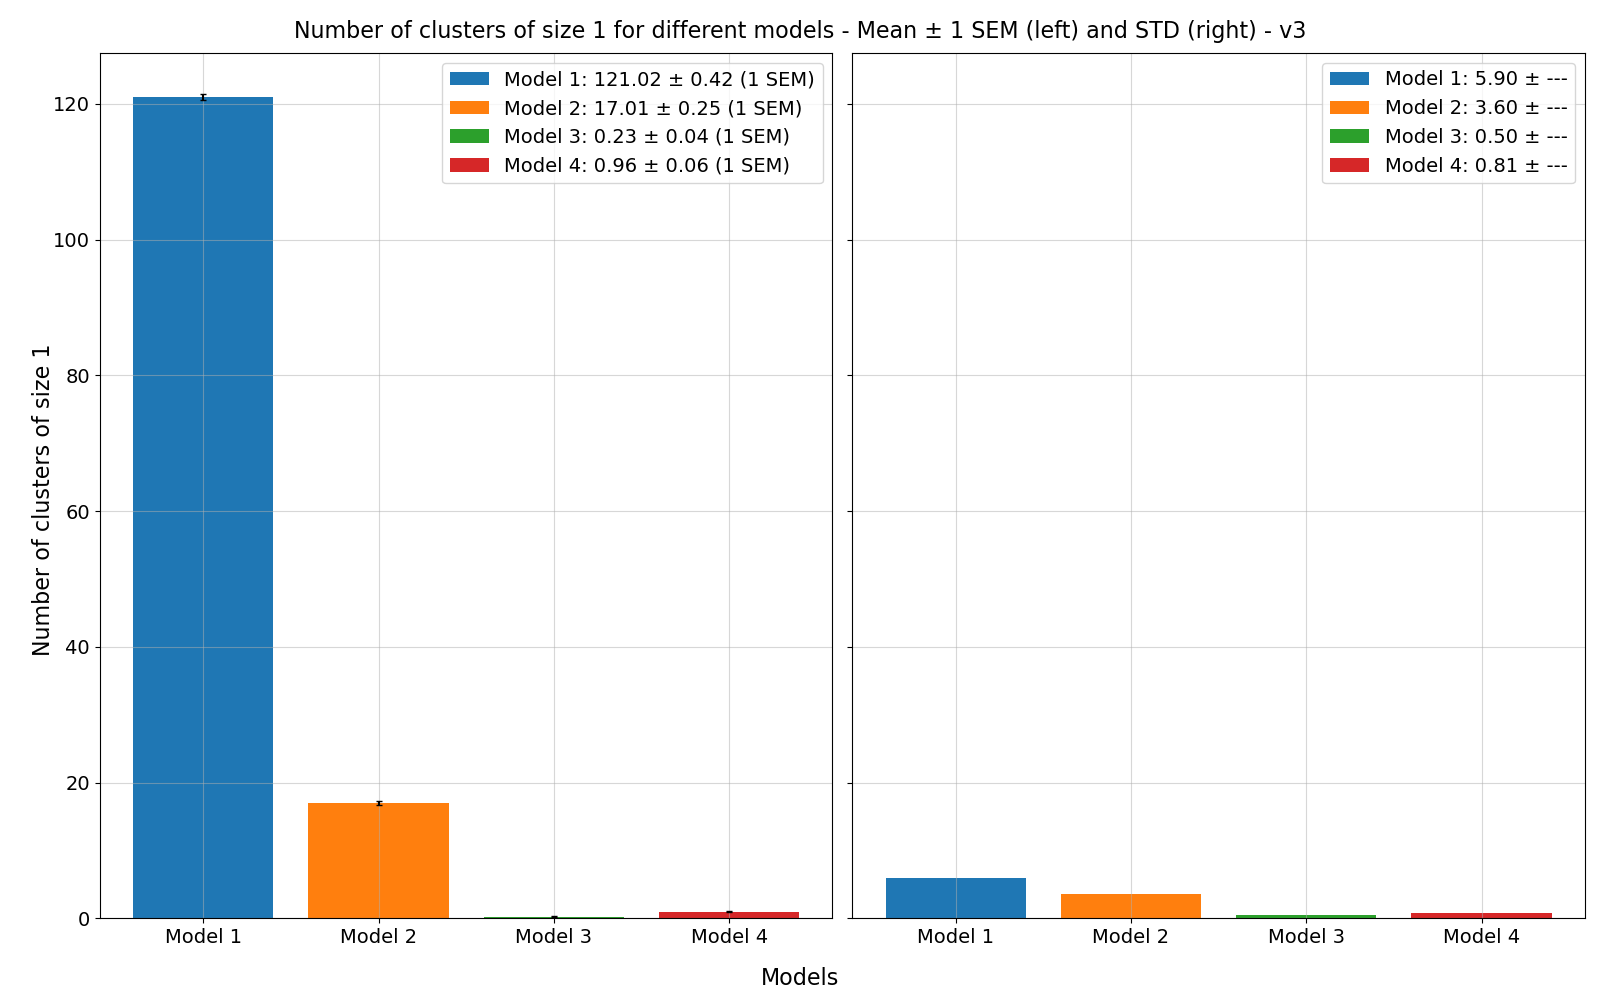 Number of clusters of size 1 for different models - Mean ± 1 SEM (left) and STD (right) - v3
Number of clusters of size 1
120
100
80
60
40
20
0
Model 1: 121.02 ± 0.42 (1 SEM)
Model 2: 17.01 ± 0.25 (1 SEM)
Model 3: 0.23 ± 0.04 (1 SEM)
Model 4: 0.96 ± 0.06 (1 SEM)
Model 1
Model 2
Model 3
Model 4
Model 1: 5.90 ± ---
Model 2: 3.60 ± ---
Model 3: 0.50 ± ---
Model 4: 0.81 ± ---
Model 1
Model 2
Model 3
Model 4
Models